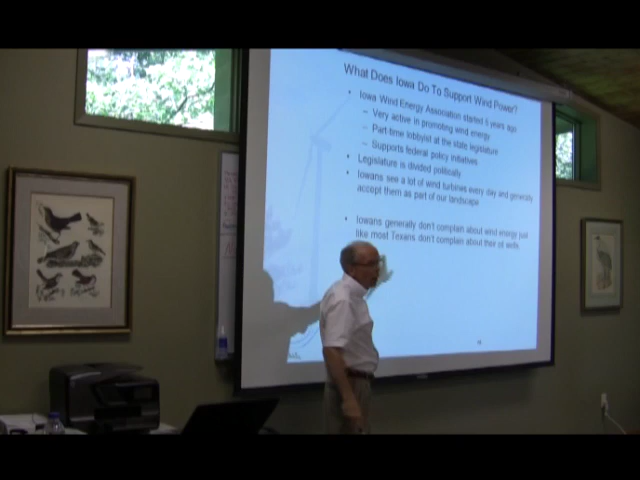 What Does Iowa Do To Support Wind Power?
• Iowa Wind Energy Association started 5 years ago
– Very active in promoting wind energy
– Part-time lobbyist at the state legislature
– Supports federal policy initiatives
• Legislature is divided politically
• Iowans see a lot of wind turbines every day and generally
accept them as part of our landscape
• Iowans generally don't complain about wind energy just
like most Texans don't complain about their oil wells